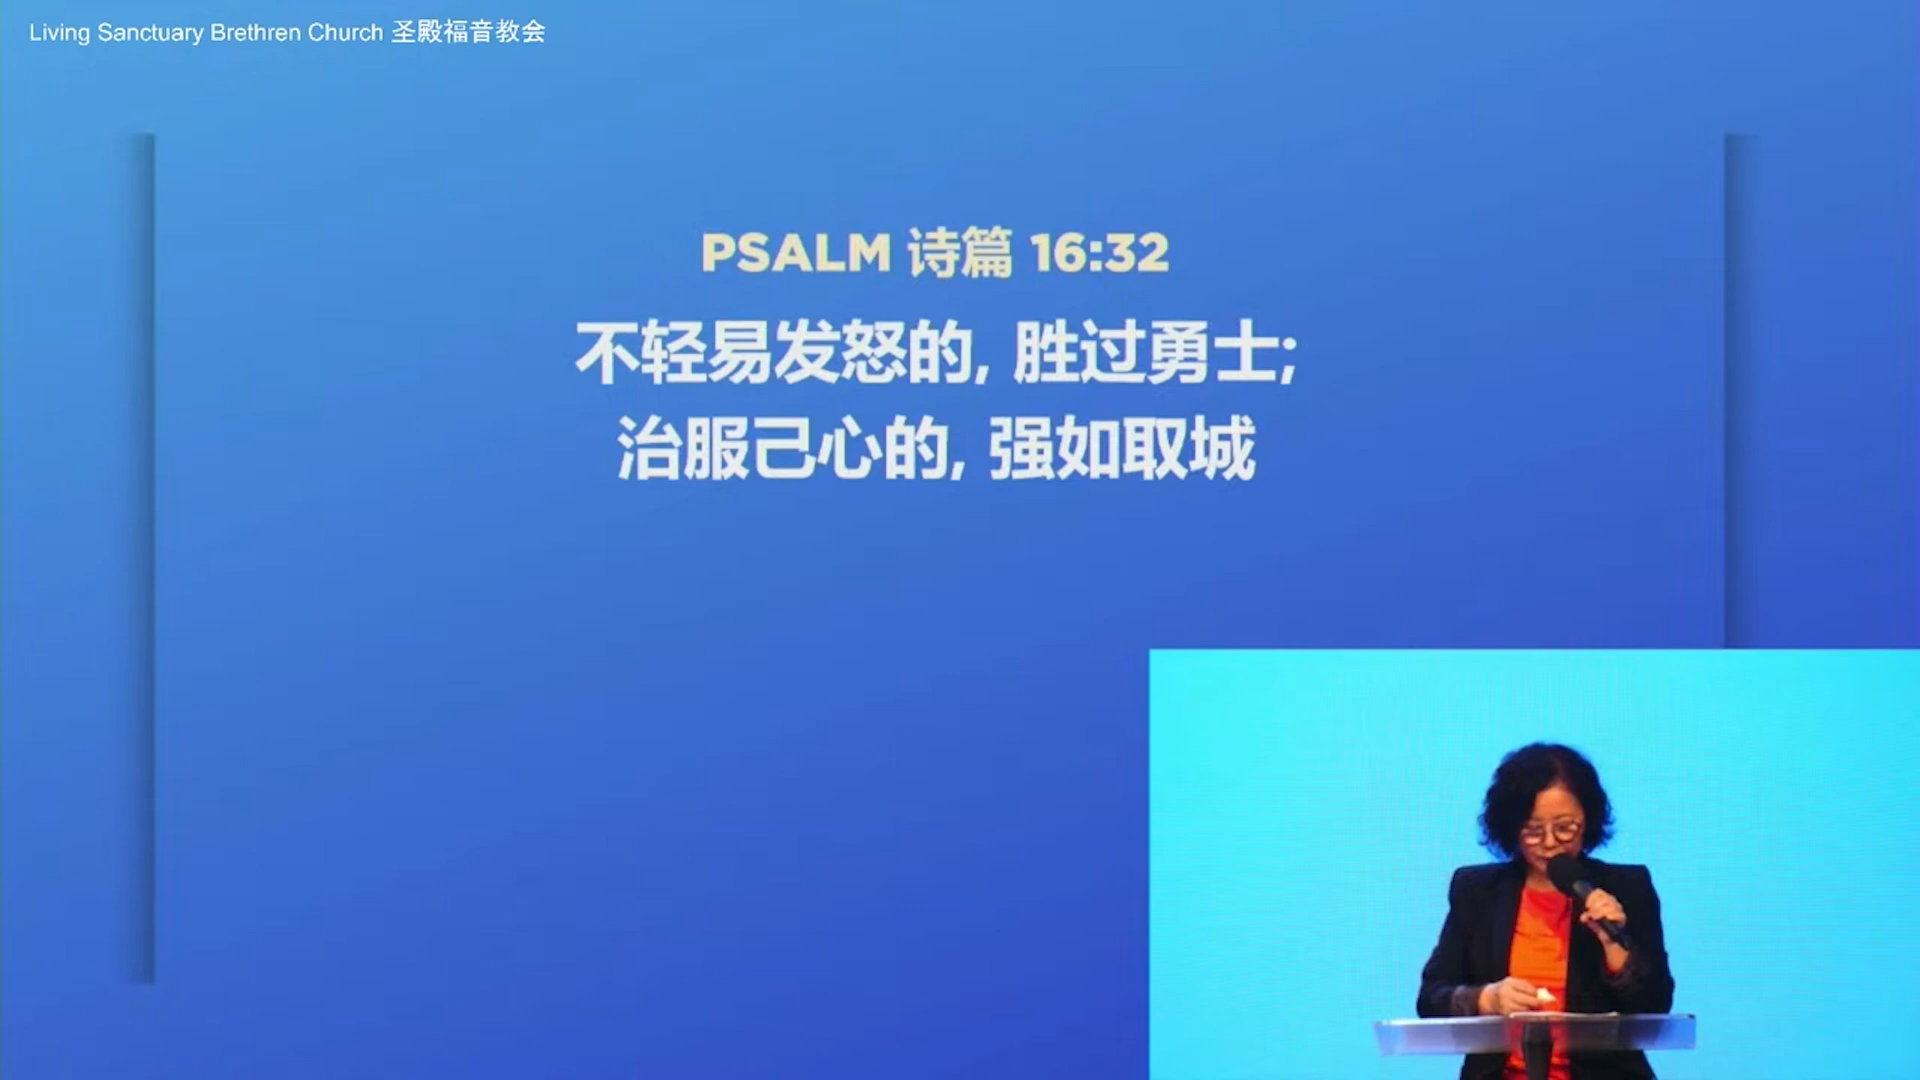 Living Sanctuary Brethren Church 圣殿福音教会
PSALM 诗篇 16:32
不轻易发怒的, 胜过勇士;
治服己心的, 强如取城